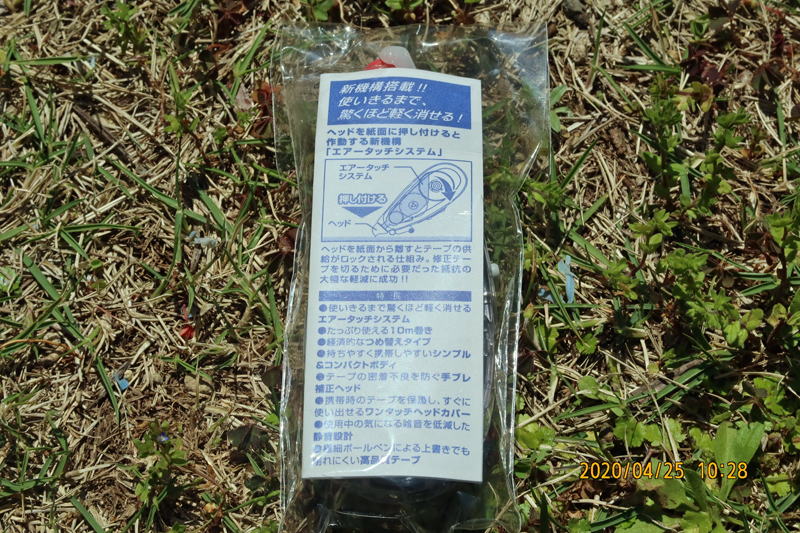 新機構搭載!!
使いきるまで、
驚くほど軽く消せる!
ヘッドを紙面に押し付けると
作動する新機構
「エアータッチシステム」
エアータッチ
システム
押し付ける
ヘッド
ヘッドを紙面から離すとテープの供
給がロックされる仕組み。修正テー
プを切るために必要だった抵抗の
大幅な軽減に成功!!
特長
●使いきるまで驚くほど軽く消せる
エアータッチシステム
●たっぷり使える10m巻き
●経済的なつめ替えタイプ
●持ちやすく携帯しやすいシンプル
&コンパクトボディ
●テープの密着不良を防ぐ手ブレ
補正ヘッド
●携帯時のテープを保護し、すぐに
使い出せるワンタッチヘッドカバー
●使用中の気になる雑音を低減した
静音設計
●極細ボールペンによる上書きでも
割れにくい高品質テープ
2020/04/25 10:28